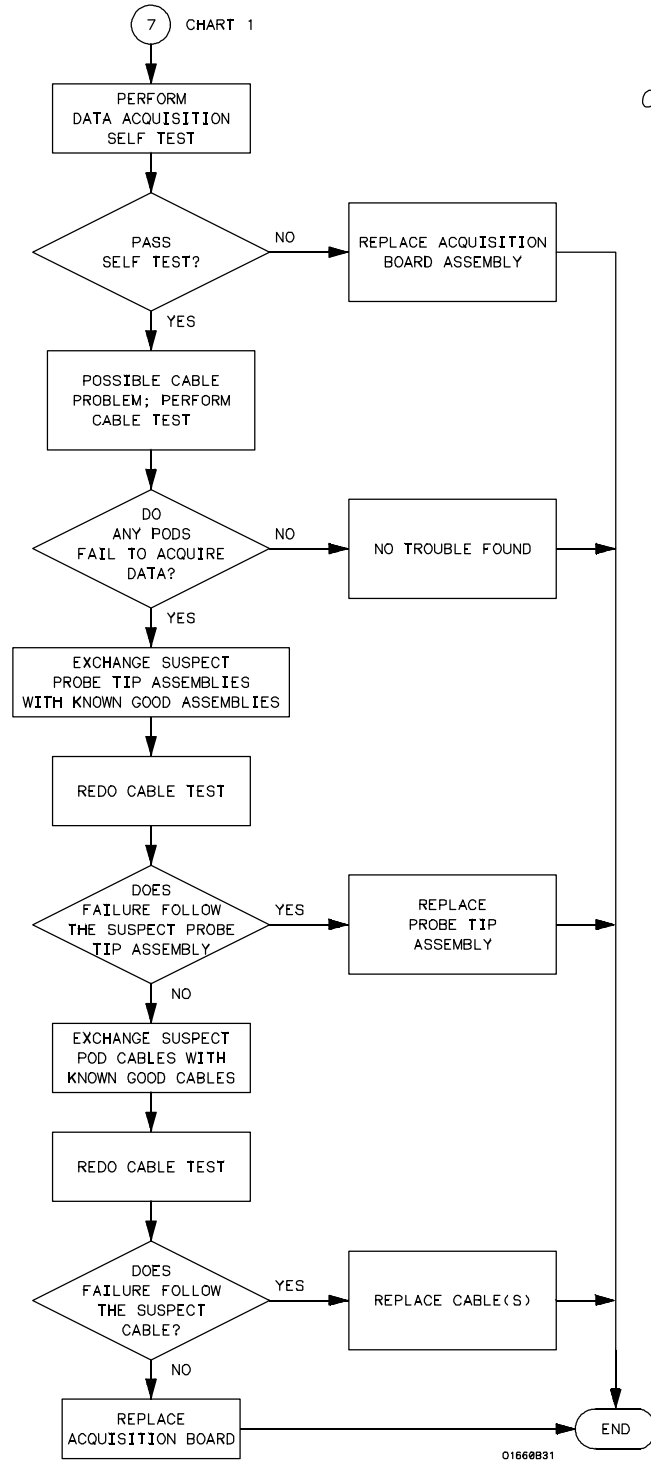 7 CHART 1
PERFORM
DATA ACQUISITION
SELF TEST
PASS
SELF TEST?
NO
REPLACE ACQUISITION
BOARD ASSEMBLY
YES
POSSIBLE CABLE
PROBLEM; PERFORM
CABLE TEST
DO
ANY PODS
FAIL TO ACQUIRE
DATA?
NO
NO TROUBLE FOUND
YES
EXCHANGE SUSPECT
PROBE TIP ASSEMBLIES
WITH KNOWN GOOD ASSEMBLIES
REDO CABLE TEST
DOES
FAILURE FOLLOW
THE SUSPECT PROBE
TIP ASSEMBLY
YES
REPLACE
PROBE TIP
ASSEMBLY
NO
EXCHANGE SUSPECT
POD CABLES WITH
KNOWN GOOD CABLES
REDO CABLE TEST
DOES
FAILURE FOLLOW
THE SUSPECT
CABLE?
YES
REPLACE CABLE(S)
NO
REPLACE
ACQUISITION BOARD
END
01660B31